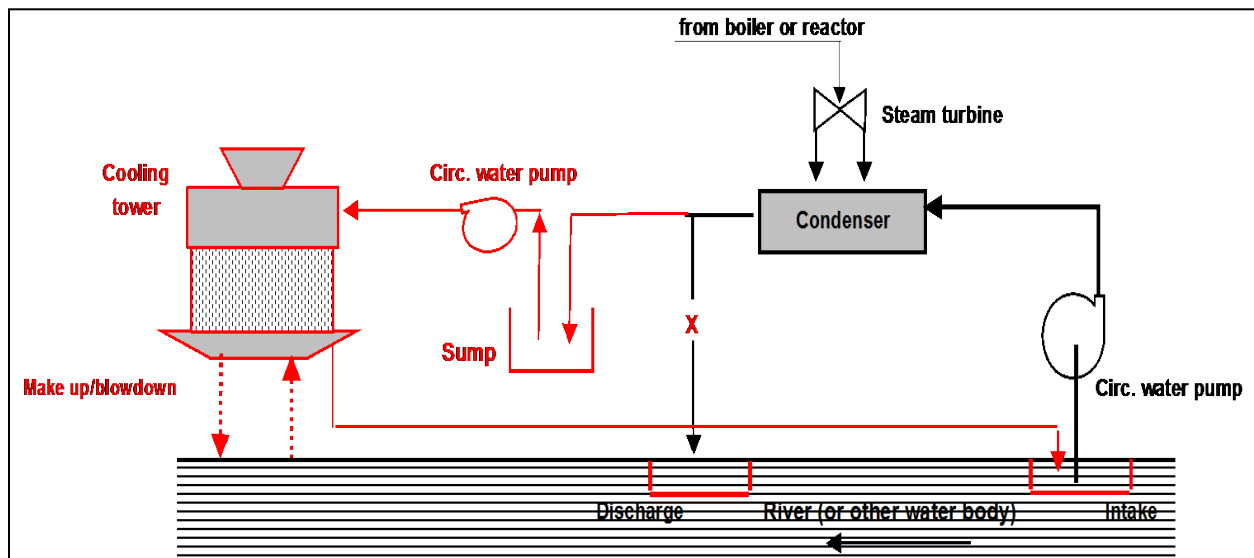 from boiler or reactor
Steam turbine
Cooling
tower
Circ. water pump
Condenser
X
Sump
Make up/blowdown
Circ. water pump
Discharge
River (or other water body)
Intake